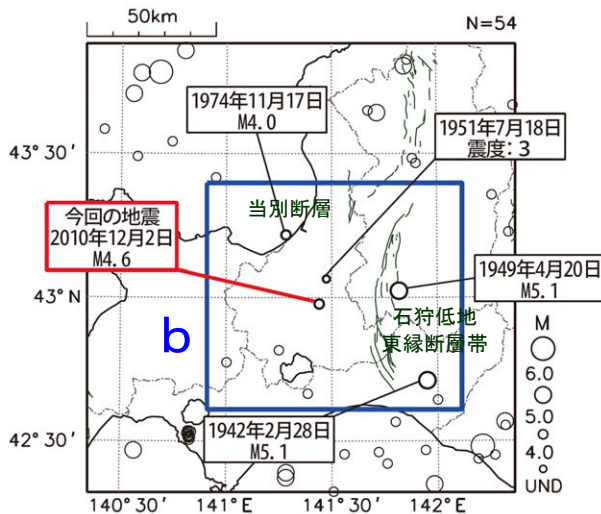 50km
N=54
1974年11月17日
M4.0
1951年7月18日
震度:3
43°30′
当別断層
今回の地震
2010年12月2日
M4.6
1949年4月20日
M5.1
43°N
石狩低地
東縁断層帯
b
M
6.0
5.0
4.0
UND
1942年2月28日
M5.1
42°30′
140°30′
141°E
141°30′
142°E